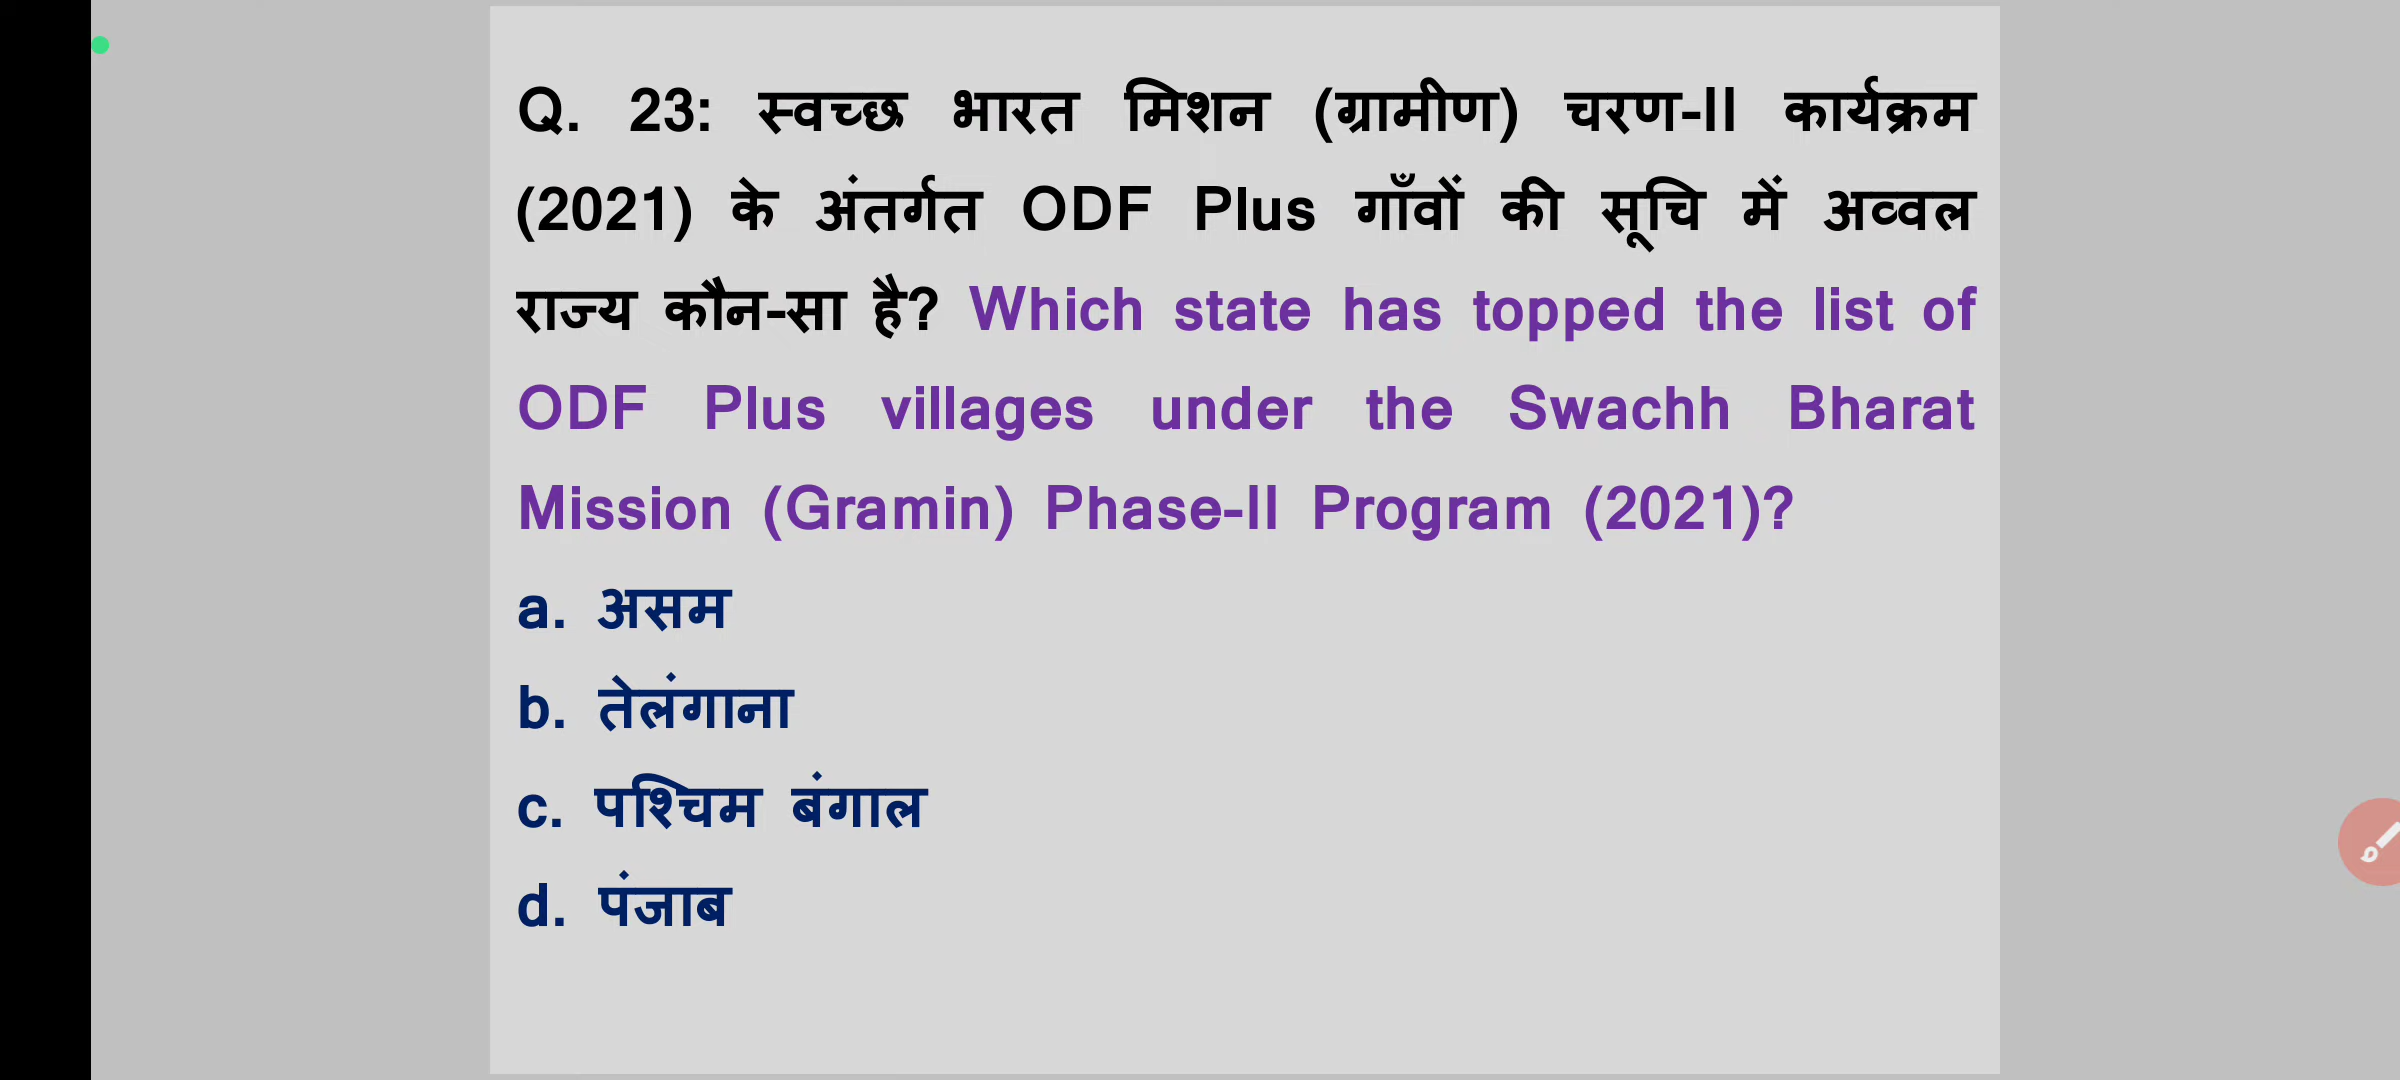 Q. 23: स्वच्छ भारत मिशन (ग्रामीण) चरण-II कार्यक्रम
(2021) के अंतर्गत ODF Plus गाँवों की सूचि में अव्वल
राज्य कौन-सा है? Which state has topped the list of
ODF Plus villages under the Swachh Bharat
Mission (Gramin) Phase-II Program (2021)?
a. असम
b. तेलंगाना
c. पश्चिम बंगाल
d. पंजाब